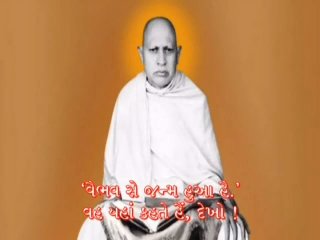 ‘વૈભવ સે જન્મ હુઆ હૈ.’
વહ યહાં કહતે હૈં, દેખો !